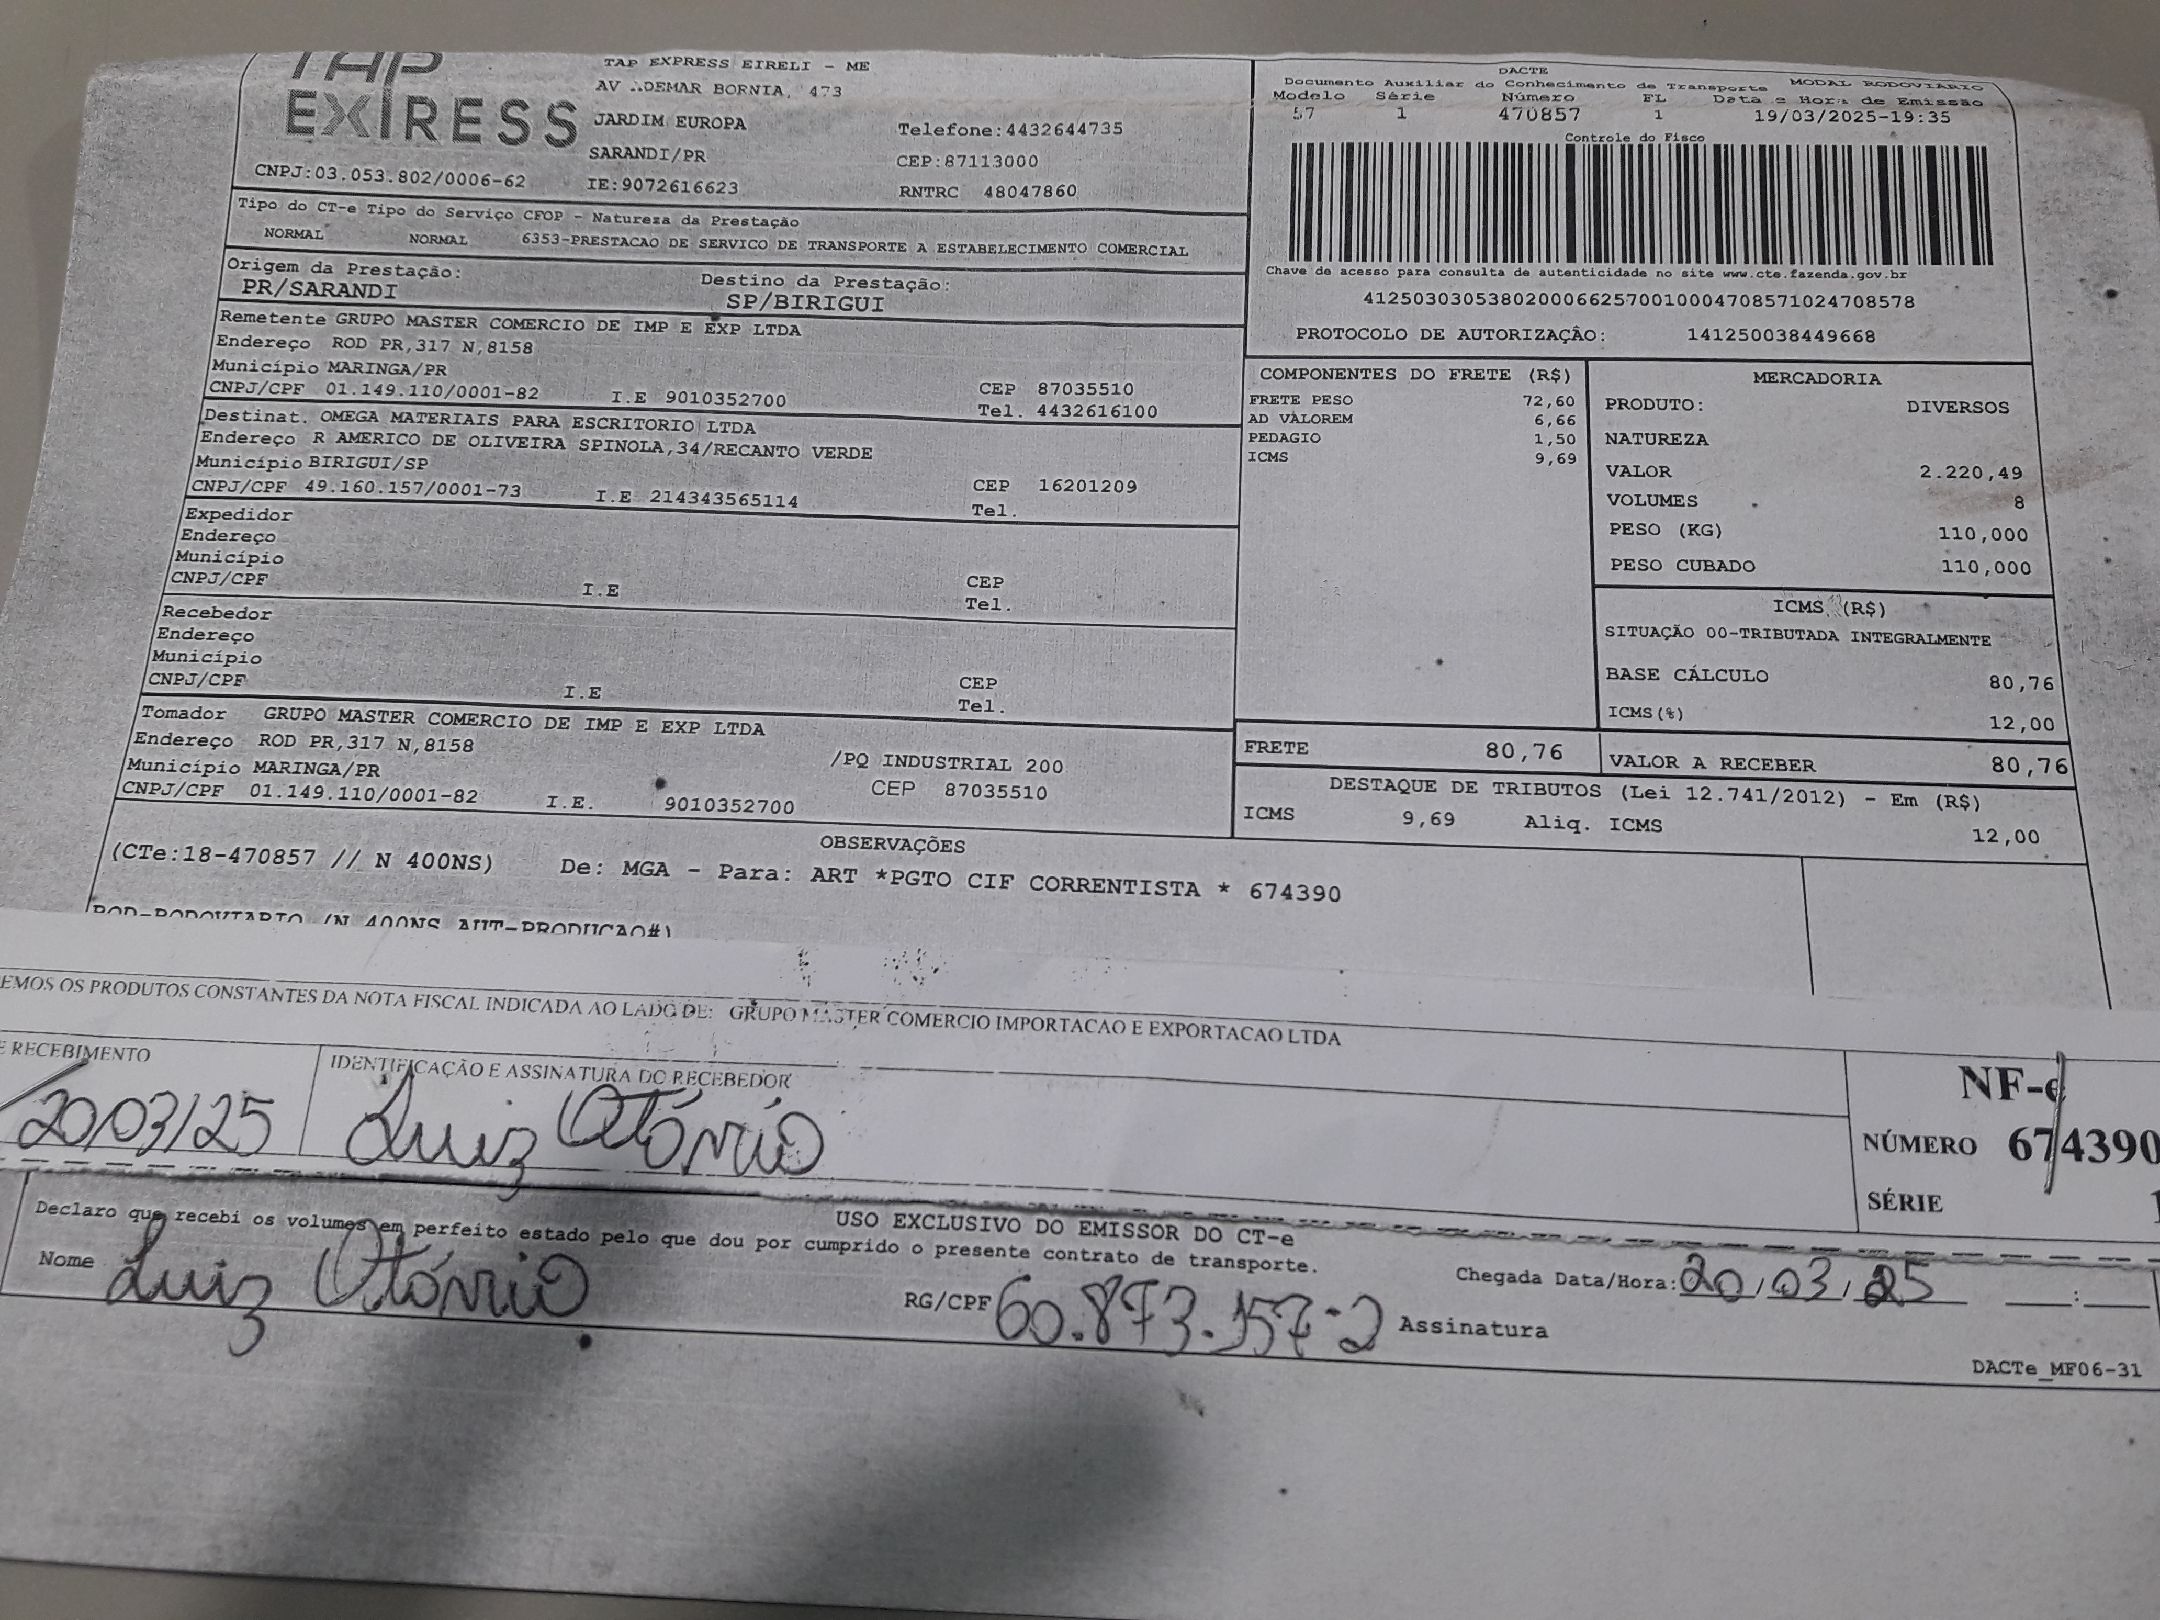 TAP
EXPRESS
CNPJ:03.053.802/0006-62
TAP EXPRESS EIRELI - ME
AV ADEMAR BORNIA, 473
JARDIM EUROPA
SARANDI/PR
IE:9072616623
Telefone:4432644735
CEP:87113000
RNTRC 48047860
DACTE
Documento Auxiliar do Conhecimento de Transporte MODAL RODOVIARIO
Modelo Série Número FL Data e Hora de Emissão
57 1 470857 1 19/03/2025-19:35
Controle do Fisco
Chave de acesso para consulta de autenticidade no site www.cte.fazenda.gov.br
41250303053802000662570010004708571024708578
PROTOCOLO DE AUTORIZAÇÃO: 141250038449668
Tipo do CT-e Tipo do Serviço CFOP - Natureza da Prestação
NORMAL NORMAL 6353-PRESTACAO DE SERVICO DE TRANSPORTE A ESTABELECIMENTO COMERCIAL
Origem da Prestação: Destino da Prestação:
PR/SARANDI SP/BIRIGUI
Remetente GRUPO MASTER COMERCIO DE IMP E EXP LTDA
Endereço ROD PR,317 N,8158
Município MARINGA/PR CEP 87035510
CNPJ/CPF 01.149.110/0001-82 I.E 9010352700 Tel. 4432616100
Destinat. OMEGA MATERIAIS PARA ESCRITORIO LTDA
Endereço R AMERICO DE OLIVEIRA SPINOLA,34/RECANTO VERDE
Município BIRIGUI/SP CEP 16201209
CNPJ/CPF 49.160.157/0001-73 I.E 214343565114 Tel.
Expedidor
Endereço
Município CEP
CNPJ/CPF I.E Tel.
Recebedor
Endereço
Município CEP
CNPJ/CPF I.E Tel.
Tomador GRUPO MASTER COMERCIO DE IMP E EXP LTDA
Endereço ROD PR,317 N,8158 /PQ INDUSTRIAL 200
Município MARINGA/PR CEP 87035510
CNPJ/CPF 01.149.110/0001-82 I.E. 9010352700
COMPONENTES DO FRETE (R$)
FRETE PESO 72,60
AD VALOREM 6,66
PEDAGIO 1,50
ICMS 9,69
MERCADORIA
PRODUTO: DIVERSOS
NATUREZA
VALOR 2.220,49
VOLUMES 8
PESO (KG) 110,000
PESO CUBADO 110,000
ICMS (R$)
SITUAÇÃO 00-TRIBUTADA INTEGRALMENTE
BASE CÁLCULO 80,76
ICMS(%) 12,00
FRETE 80,76 VALOR A RECEBER 80,76
DESTAQUE DE TRIBUTOS (Lei 12.741/2012) - Em (R$)
ICMS 9,69 Aliq. ICMS 12,00
OBSERVAÇÕES
(CTe:18-470857 // N 400NS) De: MGA - Para: ART *PGTO CIF CORRENTISTA * 674390
ROD-RODOVIARIO (N 400NS AUT-PRODUCAO#)
EMOS OS PRODUTOS CONSTANTES DA NOTA FISCAL INDICADA AO LADO DE: GRUPO MASTER COMERCIO IMPORTACAO E EXPORTACAO LTDA
E RECEBIMENTO IDENTIFICAÇÃO E ASSINATURA DO RECEBEDOR
20/03/25 Luiz Otónio
NF-e
NÚMERO 674390
SÉRIE 1
USO EXCLUSIVO DO EMISSOR DO CT-e
Declaro que recebi os volumes em perfeito estado pelo que dou por cumprido o presente contrato de transporte.
Nome Luiz Otónio RG/CPF 60.873.157-2 Assinatura
Chegada Data/Hora: 20/03/25 __:__
DACTe_MF06-31